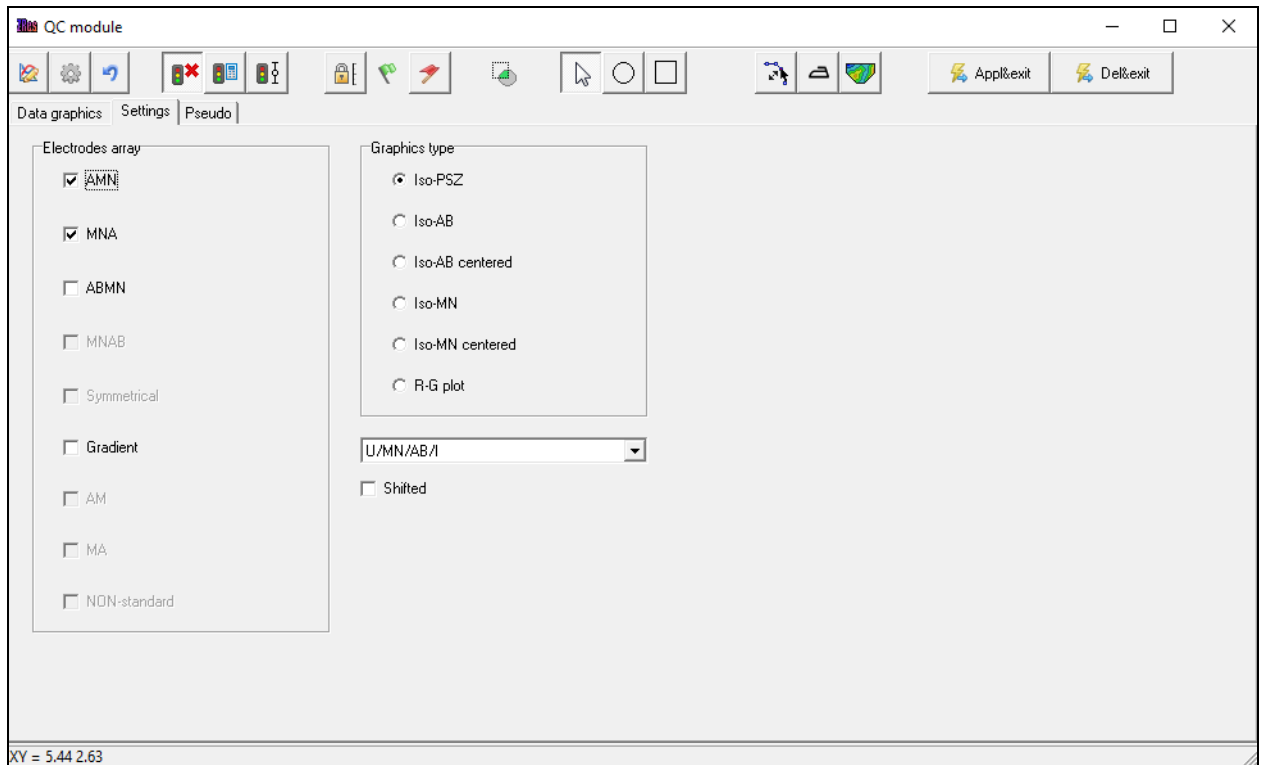 QC module
Appl&exit Del&exit
Data graphics Settings Pseudo
Electrodes array
AMN
MNA
ABMN
MNAB
Symmetrical
Gradient
AM
MA
NON-standard
Graphics type
Iso-PSZ
Iso-AB
Iso-AB centered
Iso-MN
Iso-MN centered
R-G plot
U/MN/AB/I
Shifted
XY = 5.44 2.63